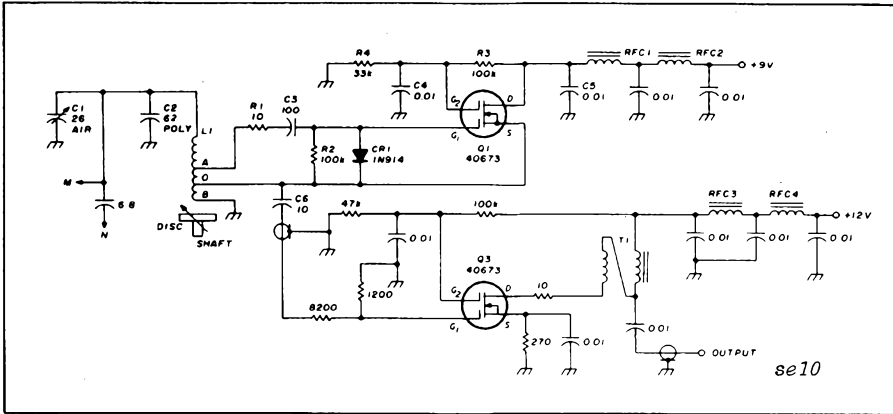 R4
33k
R3
100k
RFC1
RFC2
+9V
C4
0.01
C5
0.01
0.01
0.01
C1
26
AIR
C2
62
POLY
L1
R1
10
C3
100
A
O
B
R2
100k
CR1
1N914
G2
D
G1
S
Q1
40673
M
68
N
DISC
SHAFT
C6
10
47k
100k
RFC3
RFC4
+12V
0.01
0.01
0.01
0.01
T1
Q3
40673
G2
D
10
G1
S
1200
8200
270
0.01
0.01
OUTPUT
se10